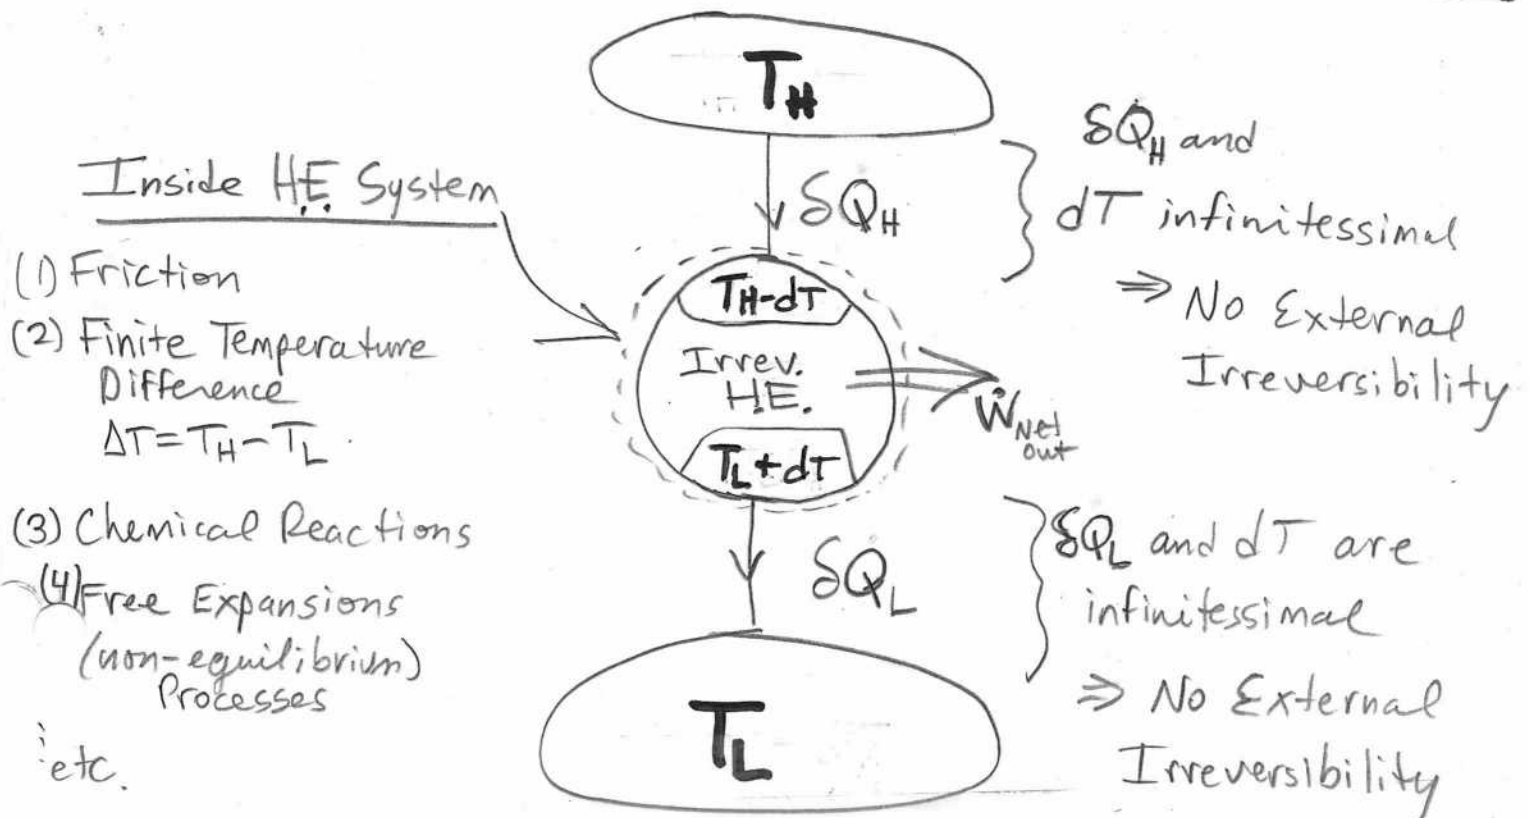 T_H
δQ_H and
dT infinitessimal
⇒ No External
Irreversibility
Inside H.E. System
(1) Friction
(2) Finite Temperature
Difference
ΔT = T_H - T_L
(3) Chemical Reactions
(4) Free Expansions
(non-equilibrium)
Processes
etc.
δQ_H
T_H-dT
Irrev.
H.E.
Ẇ_Net
out
T_L+dT
δQ_L
δQ_L and dT are
infinitessimal
⇒ No External
Irreversibility
T_L